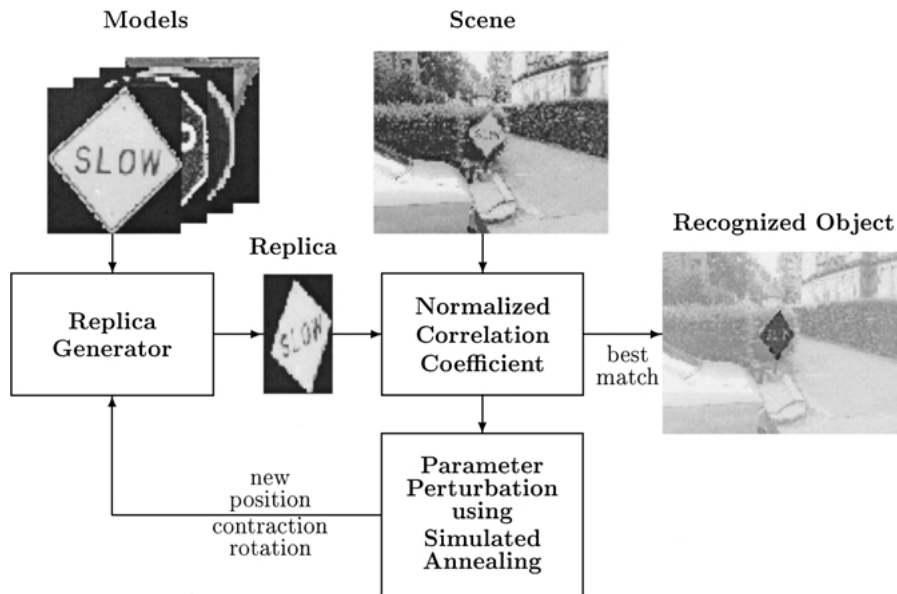 Models
Scene
SLOW
SLOW
Replica
Recognized Object
Replica
Generator
SLOW
Normalized
Correlation
Coefficient
best
match
new
position
contraction
rotation
Parameter
Perturbation
using
Simulated
Annealing